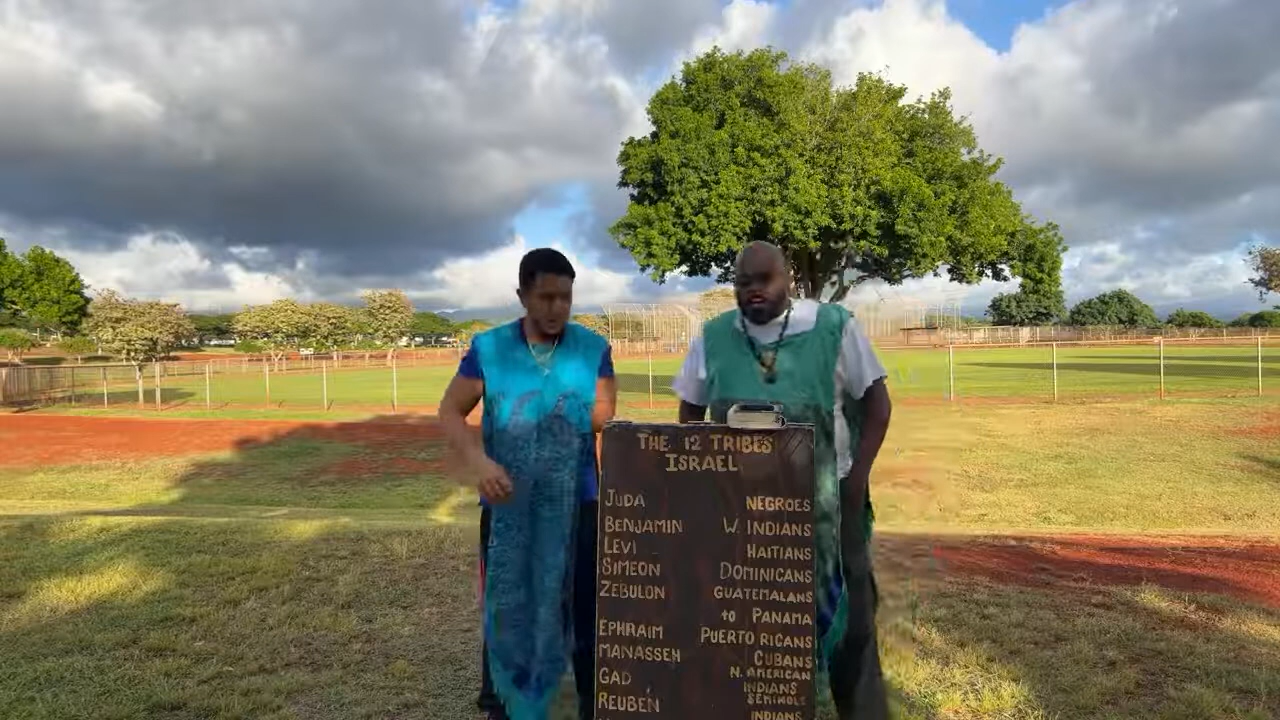 THE 12 TRIBES
ISRAEL
JUDA NEGROES
BENJAMIN W. INDIANS
LEVI HAITIANS
SIMEON DOMINICANS
ZEBULON GUATEMALANS
to PANAMA
EPHRAIM PUERTO RICANS
MANASSEH CUBANS
GAD N. AMERICAN
INDIANS
REUBEN SEMINOLE
INDIANS